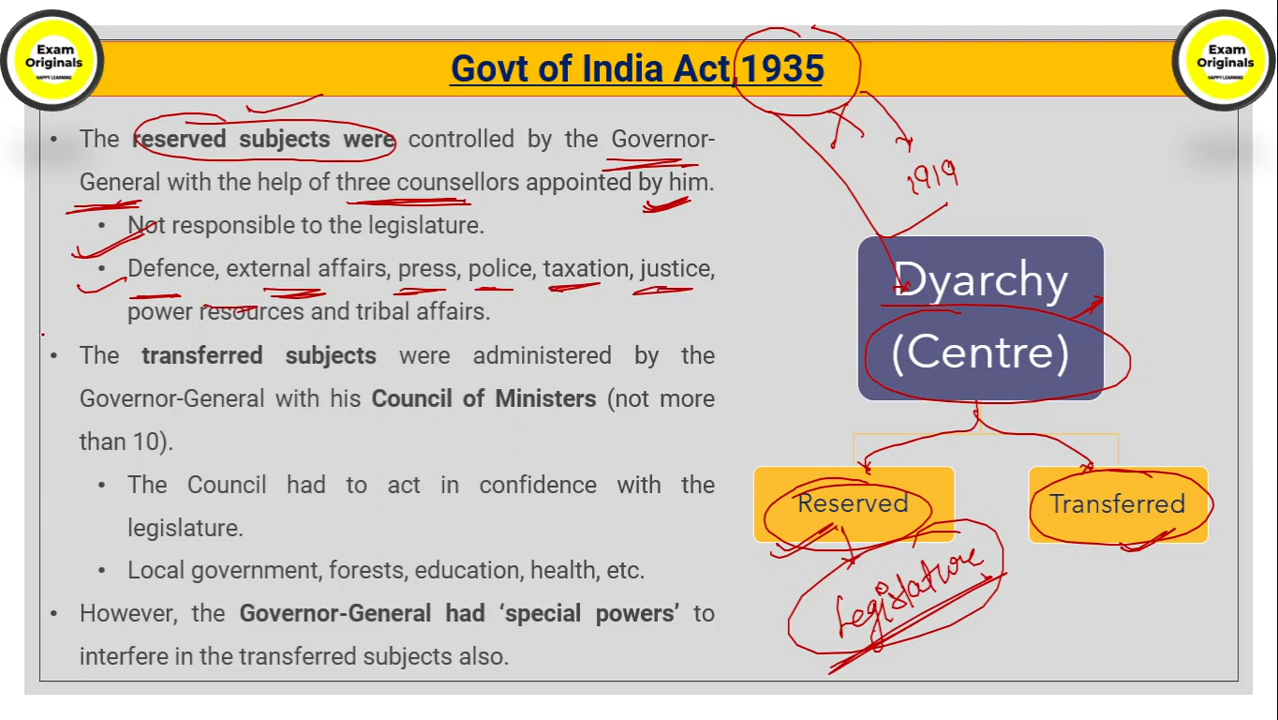 Exam
Originals
HAPPY LEARNING
Govt of India Act 1935
Exam
Originals
HAPPY LEARNING
• The reserved subjects were controlled by the Governor-
General with the help of three counsellors appointed by him.
• Not responsible to the legislature.
• Defence, external affairs, press, police, taxation, justice,
power resources and tribal affairs.
• The transferred subjects were administered by the
Governor-General with his Council of Ministers (not more
than 10).
• The Council had to act in confidence with the
legislature.
• Local government, forests, education, health, etc.
• However, the Governor-General had ‘special powers’ to
interfere in the transferred subjects also.
1919
Dyarchy
(Centre)
Reserved
Transferred
Legislature